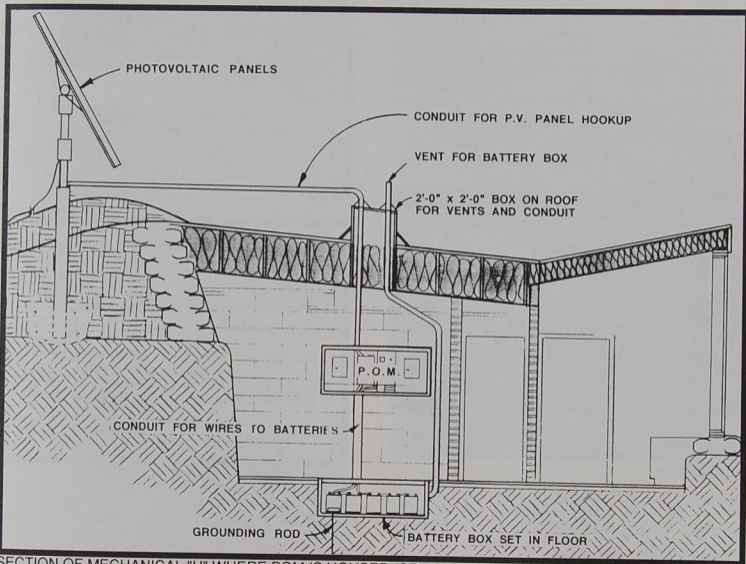 PHOTOVOLTAIC PANELS
CONDUIT FOR P.V. PANEL HOOKUP
VENT FOR BATTERY BOX
2'-0" x 2'-0" BOX ON ROOF
FOR VENTS AND CONDUIT
P.O.M.
CONDUIT FOR WIRES TO BATTERIES
GROUNDING ROD
BATTERY BOX SET IN FLOOR
SECTION OF MECHANICAL "U" WHERE POM IS HOUSED